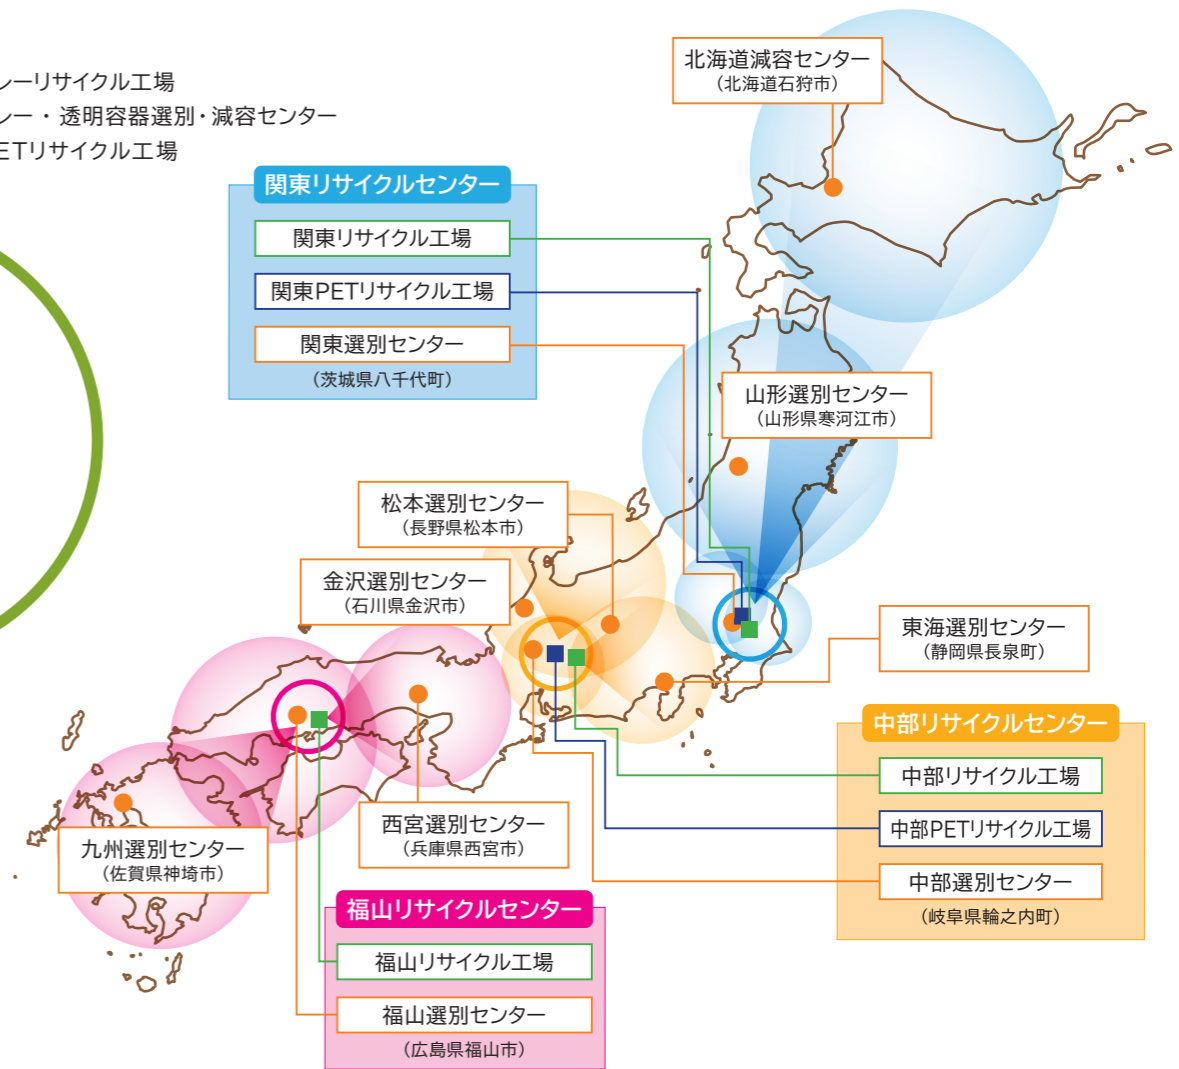 レーリサイクル工場
レー・透明容器選別・減容センター
ETリサイクル工場
北海道減容センター
（北海道石狩市）
関東リサイクルセンター
関東リサイクル工場
関東PETリサイクル工場
関東選別センター
（茨城県八千代町）
山形選別センター
（山形県寒河江市）
松本選別センター
（長野県松本市）
金沢選別センター
（石川県金沢市）
東海選別センター
（静岡県長泉町）
中部リサイクルセンター
中部リサイクル工場
中部PETリサイクル工場
中部選別センター
（岐阜県輪之内町）
西宮選別センター
（兵庫県西宮市）
九州選別センター
（佐賀県神埼市）
福山リサイクルセンター
福山リサイクル工場
福山選別センター
（広島県福山市）